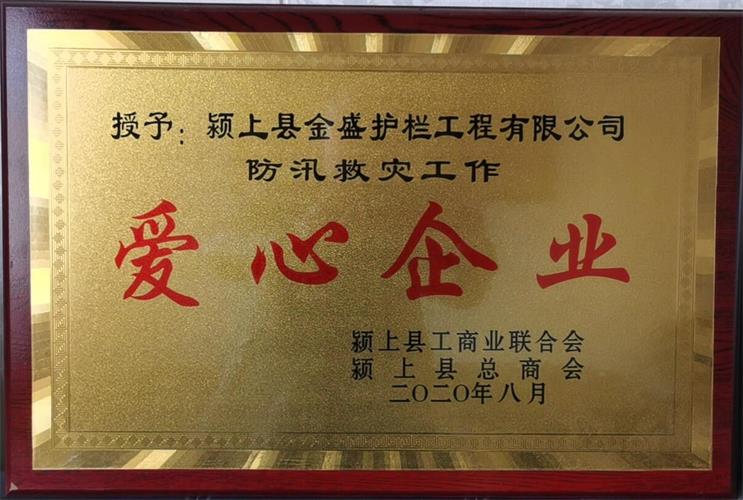 授予：颍上县金盛护栏工程有限公司
防汛救灾工作
爱心企业
颍上县工商业联合会
颍上县总商会
二〇二〇年八月